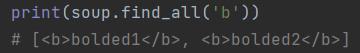 print(soup.find_all('b'))
# [<b>bolded1</b>, <b>bolded2</b>]